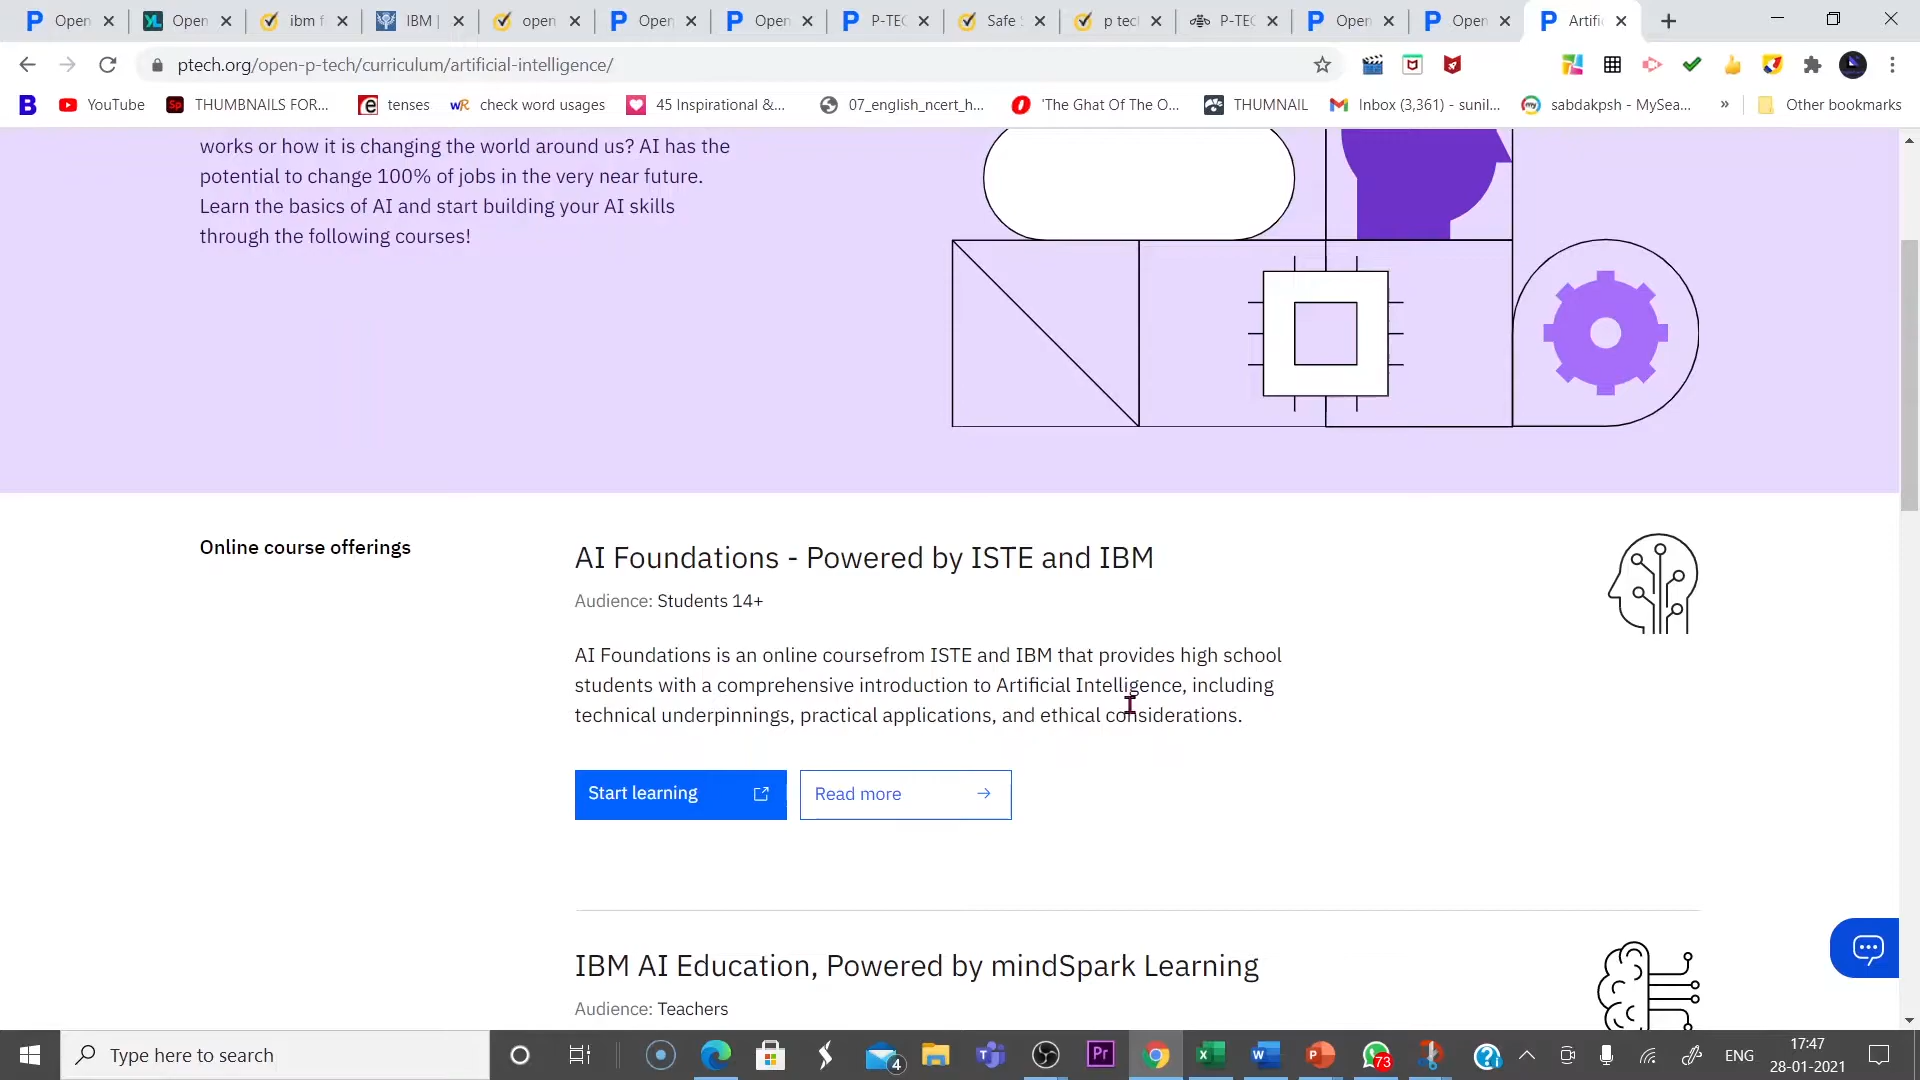 Open
Open
ibm f
IBM |
open
Open
Open
P-TEC
Safe
p tec
P-TEC
Open
Open
Artifi
ptech.org/open-p-tech/curriculum/artificial-intelligence/
B YouTube Sp THUMBNAILS FOR... e tenses wR check word usages 45 Inspirational &... 07_english_ncert_h... 'The Ghat Of The O... THUMNAIL Inbox (3,361) - sunil... my sabdakpsh - MySea... » Other bookmarks
works or how it is changing the world around us? AI has the
potential to change 100% of jobs in the very near future.
Learn the basics of AI and start building your AI skills
through the following courses!
Online course offerings
AI Foundations - Powered by ISTE and IBM
Audience: Students 14+
AI Foundations is an online coursefrom ISTE and IBM that provides high school
students with a comprehensive introduction to Artificial Intelligence, including
technical underpinnings, practical applications, and ethical considerations.
Start learning
Read more
IBM AI Education, Powered by mindSpark Learning
Audience: Teachers
Type here to search
4
Pr
73
ENG
17:47
28-01-2021